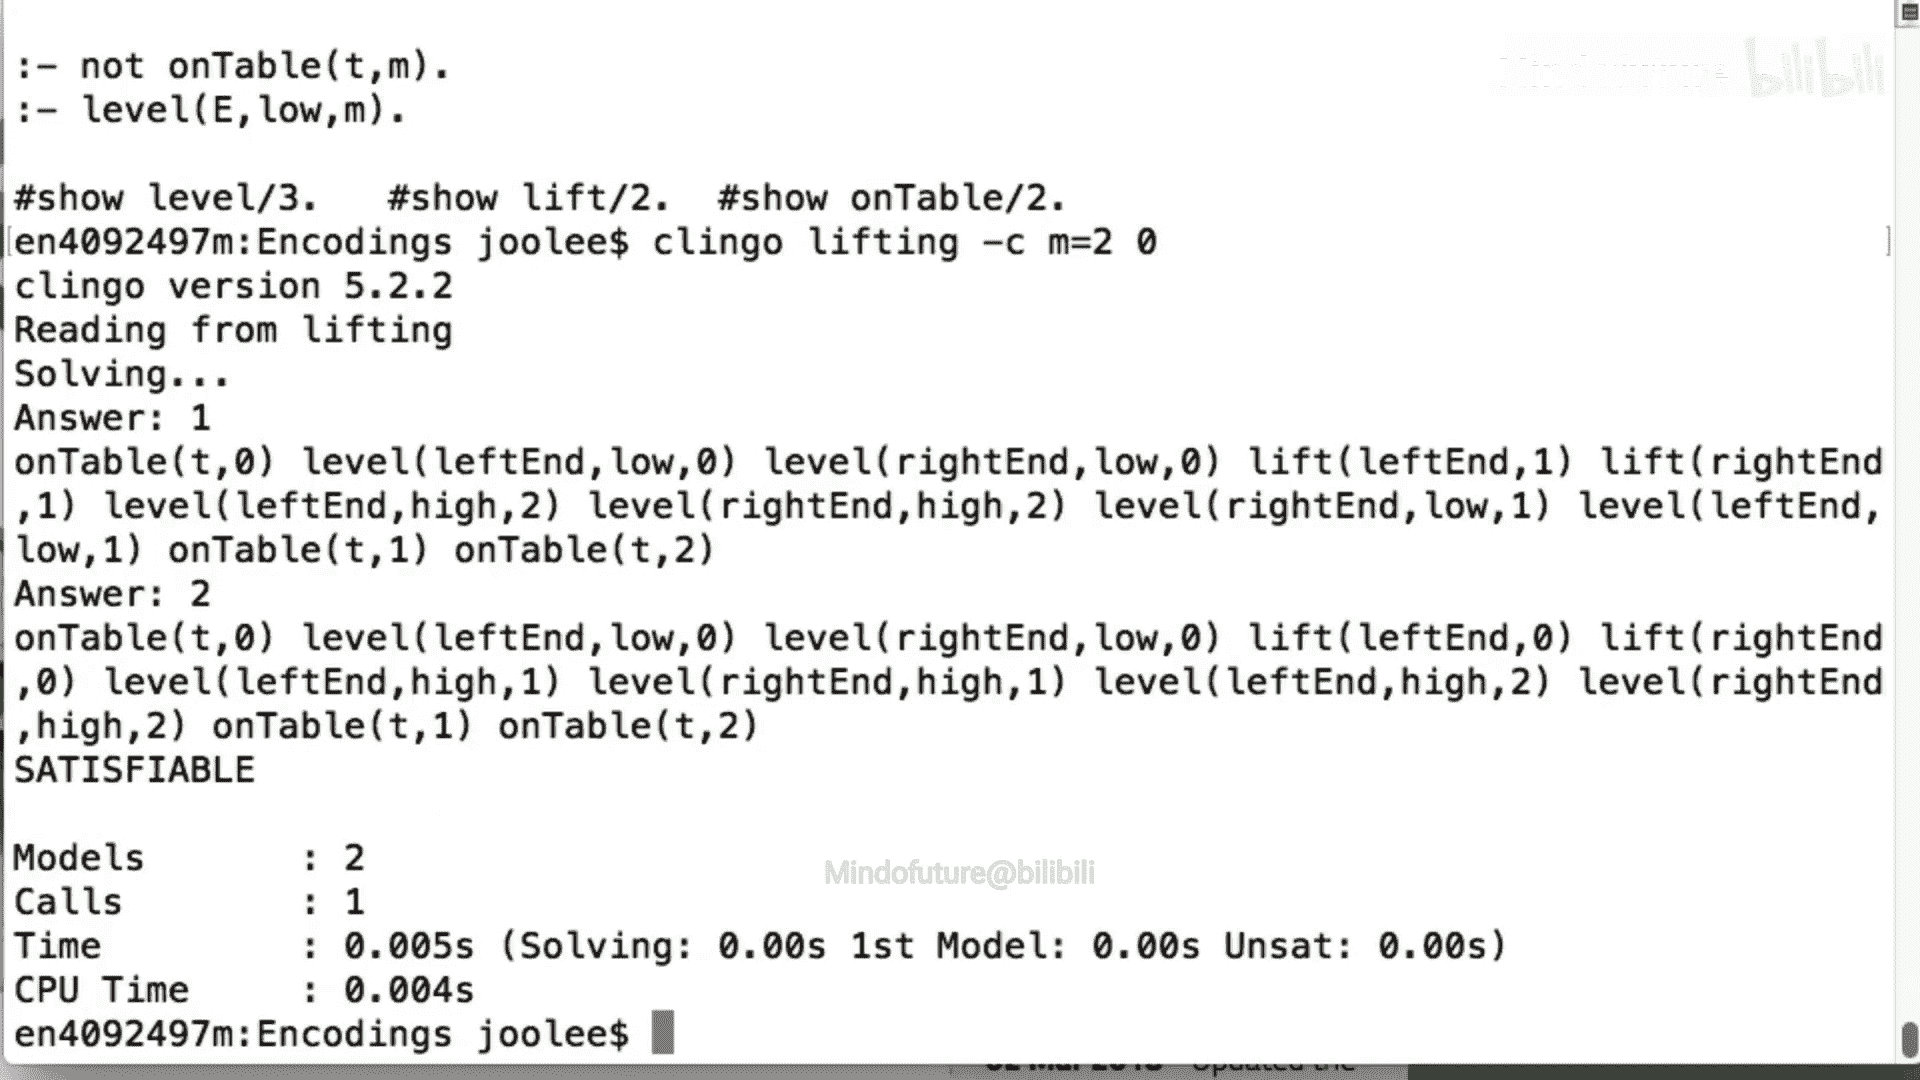 :- not onTable(t,m).
:- level(E,low,m).
bilibili
#show level/3.   #show lift/2.  #show onTable/2.
en4092497m:Encodings joolee$ clingo lifting -c m=2 0
clingo version 5.2.2
Reading from lifting
Solving...
Answer: 1
onTable(t,0) level(leftEnd,low,0) level(rightEnd,low,0) lift(leftEnd,1) lift(rightEnd
,1) level(leftEnd,high,2) level(rightEnd,high,2) level(rightEnd,low,1) level(leftEnd,
low,1) onTable(t,1) onTable(t,2)
Answer: 2
onTable(t,0) level(leftEnd,low,0) level(rightEnd,low,0) lift(leftEnd,0) lift(rightEnd
,0) level(leftEnd,high,1) level(rightEnd,high,1) level(leftEnd,high,2) level(rightEnd
,high,2) onTable(t,1) onTable(t,2)
SATISFIABLE
Models       : 2
Mindofuture@bilibili
Calls        : 1
Time         : 0.005s (Solving: 0.00s 1st Model: 0.00s Unsat: 0.00s)
CPU Time     : 0.004s
en4092497m:Encodings joolee$